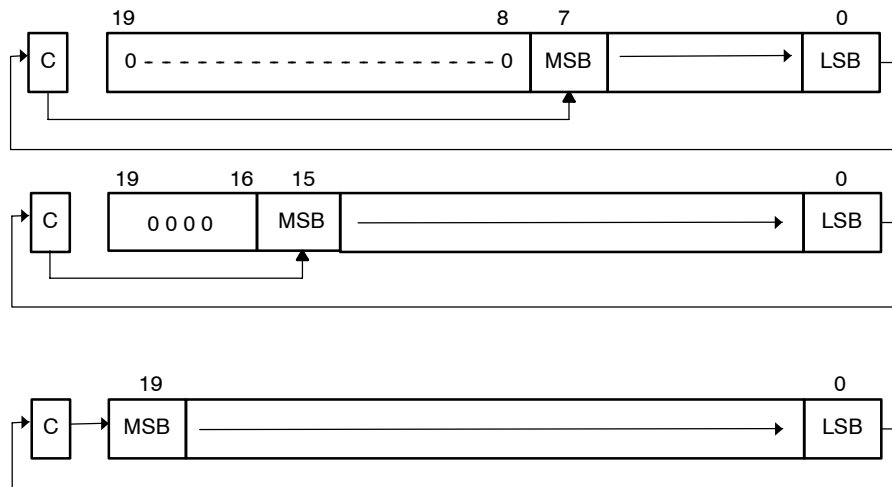 19 8 7 0
C 0 - - - - - - - - - - - - - - - - - - 0 MSB LSB
19 16 15 0
C 0 0 0 0 MSB LSB
19 0
C MSB LSB